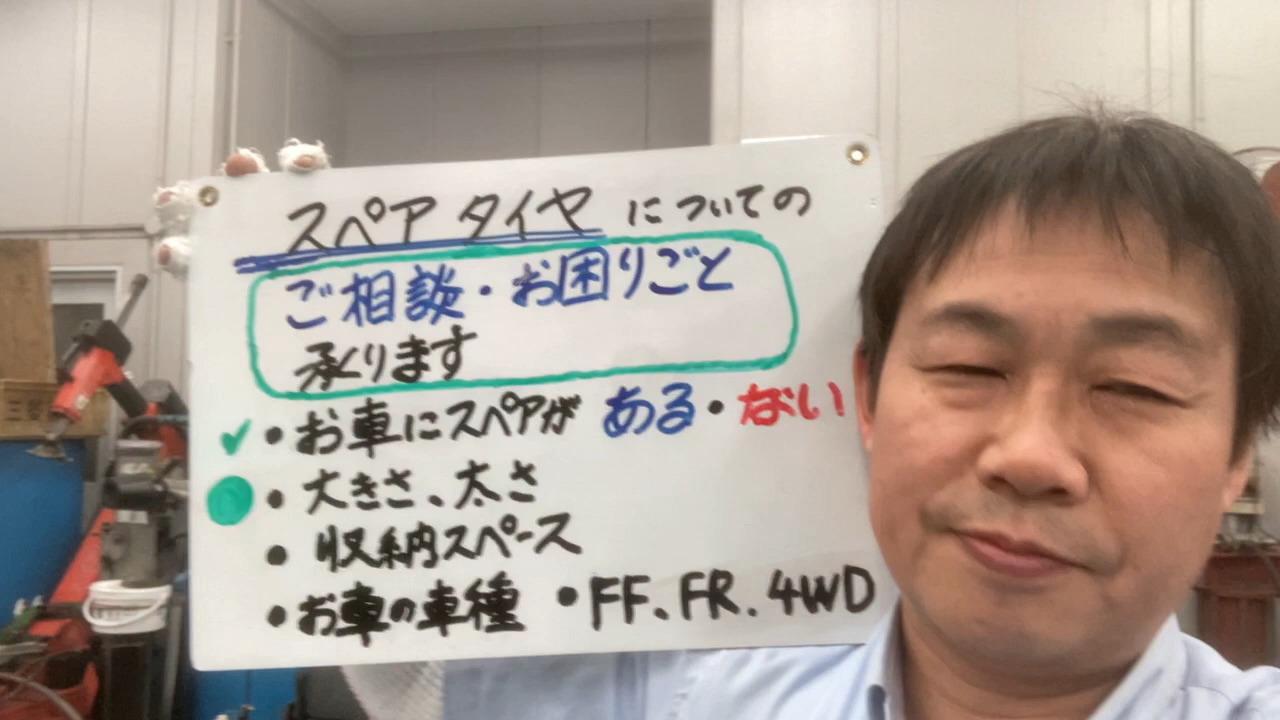 スペアタイヤについての
ご相談・お困りごと
承ります
✓・お車にスペアがある・ない
・大きさ、太さ
・収納スペース
・お車の車種 ・FF、FR、4WD